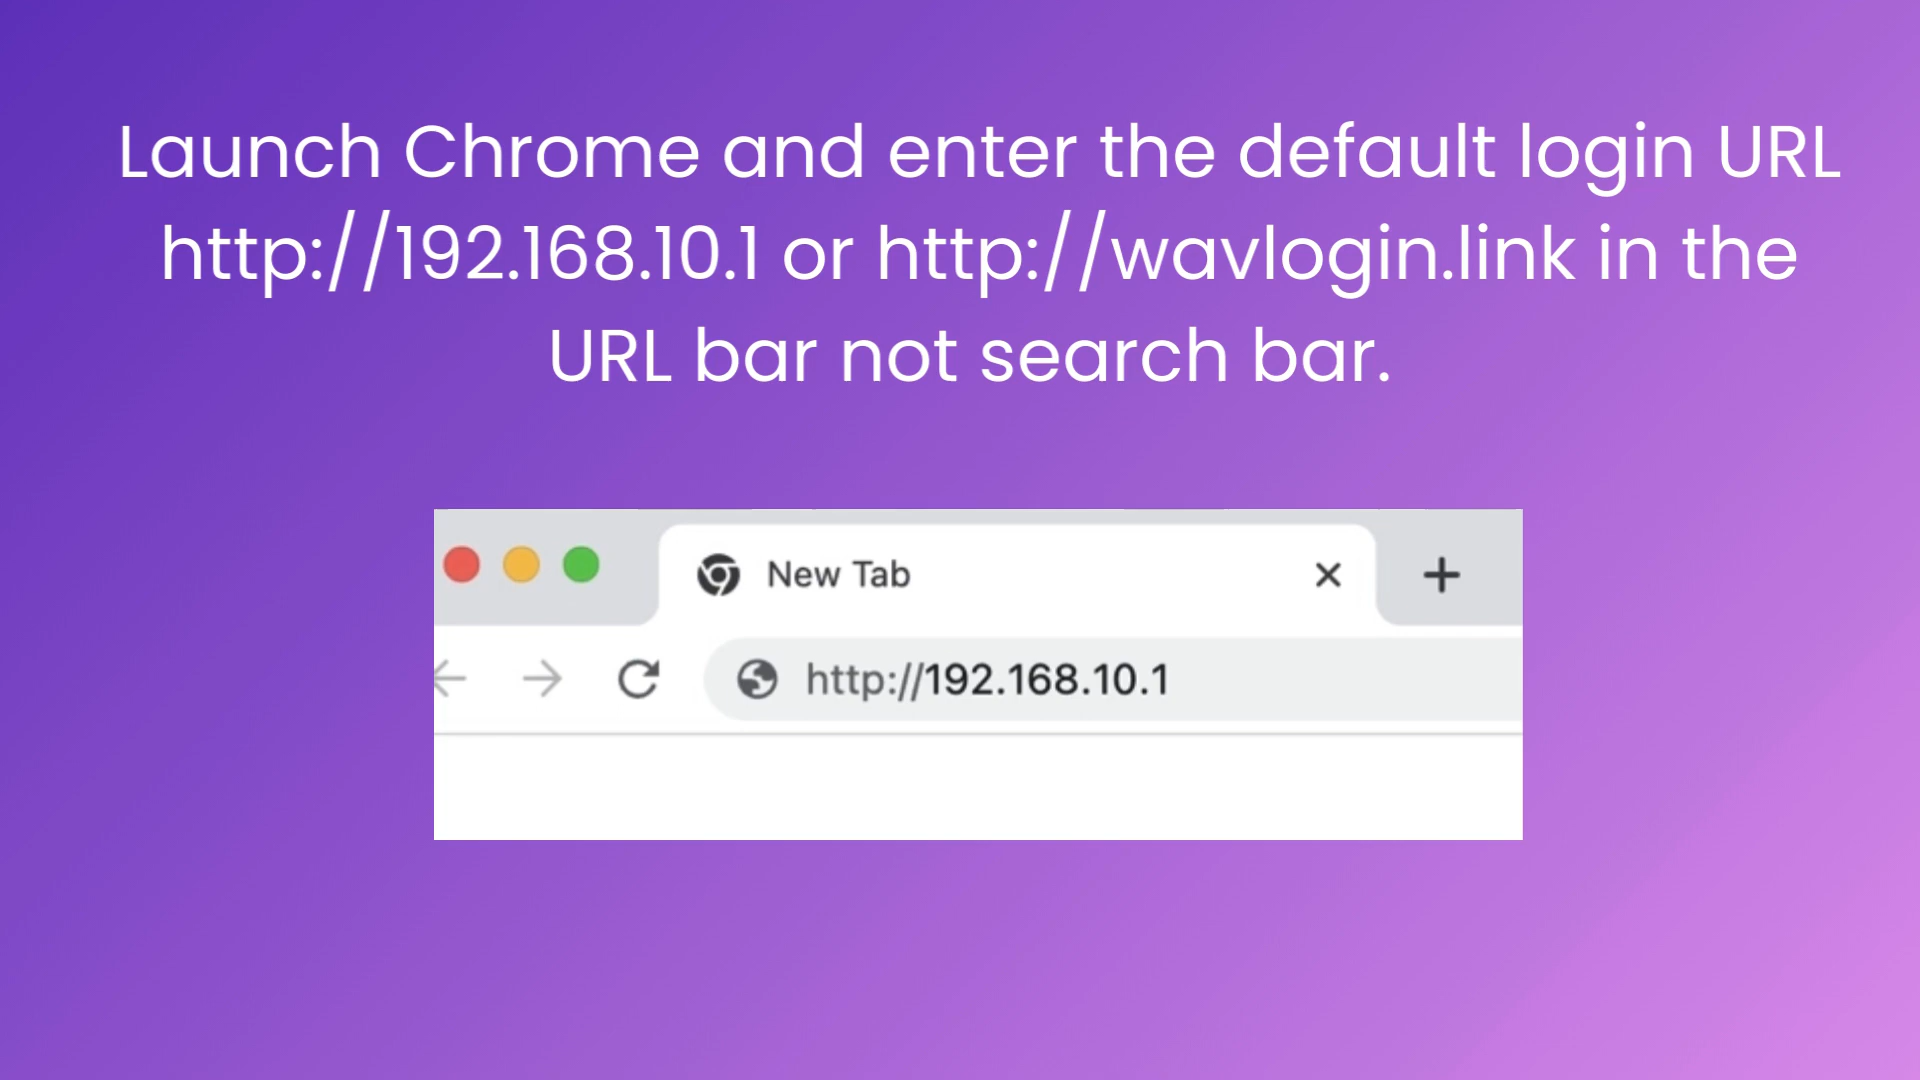 Launch Chrome and enter the default login URL
http://192.168.10.1 or http://wavlogin.link in the
URL bar not search bar.
New Tab
http://192.168.10.1